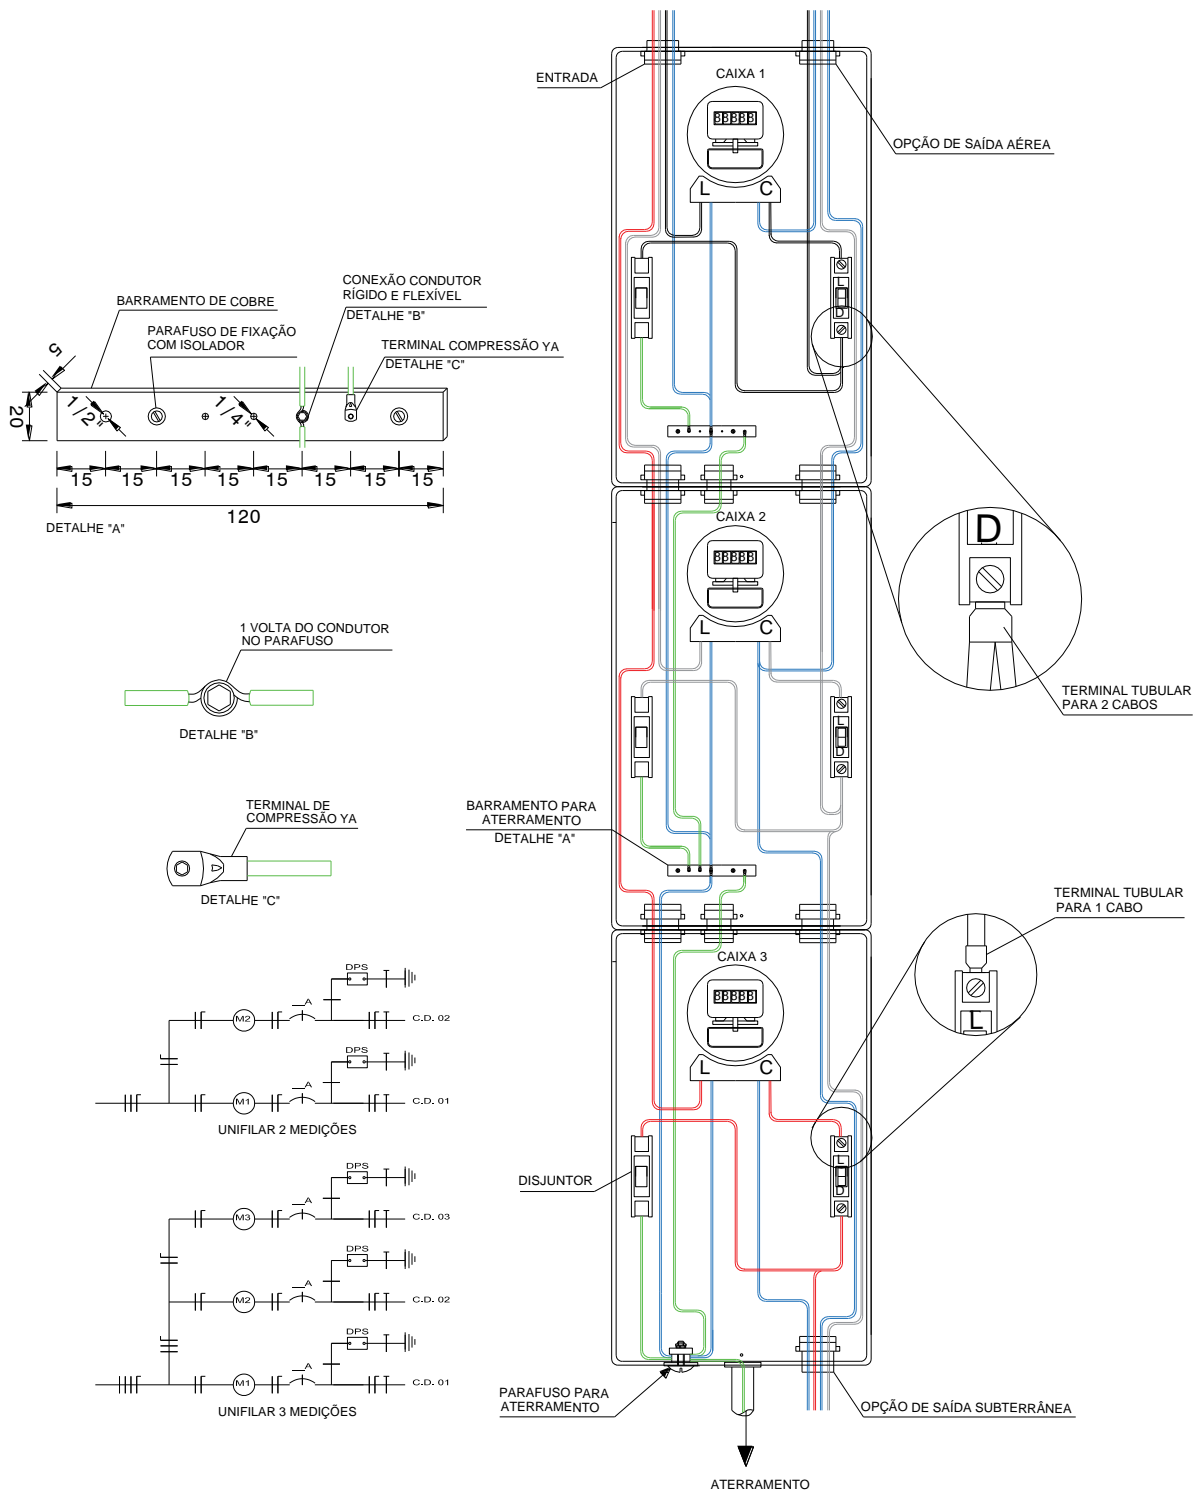 ENTRADA
CAIXA 1
88888
L C
OPÇÃO DE SAÍDA AÉREA
L
D
BARRAMENTO DE COBRE
PARAFUSO DE FIXAÇÃO
COM ISOLADOR
CONEXÃO CONDUTOR
RÍGIDO E FLEXÍVEL
DETALHE "B"
TERMINAL COMPRESSÃO YA
DETALHE "C"
5
20
1/2"
1/4"
15 15 15 15 15 15 15 15
120
DETALHE "A"
CAIXA 2
88888
L C
L
D
D
TERMINAL TUBULAR
PARA 2 CABOS
1 VOLTA DO CONDUTOR
NO PARAFUSO
DETALHE "B"
TERMINAL DE
COMPRESSÃO YA
DETALHE "C"
BARRAMENTO PARA
ATERRAMENTO
DETALHE "A"
TERMINAL TUBULAR
PARA 1 CABO
L
CAIXA 3
88888
L C
L
D
DISJUNTOR
DPS
M2 A C.D. 02
DPS
M1 A C.D. 01
UNIFILAR 2 MEDIÇÕES
DPS
M3 A C.D. 03
DPS
M2 A C.D. 02
DPS
M1 A C.D. 01
UNIFILAR 3 MEDIÇÕES
PARAFUSO PARA
ATERRAMENTO
OPÇÃO DE SAÍDA SUBTERRÂNEA
ATERRAMENTO